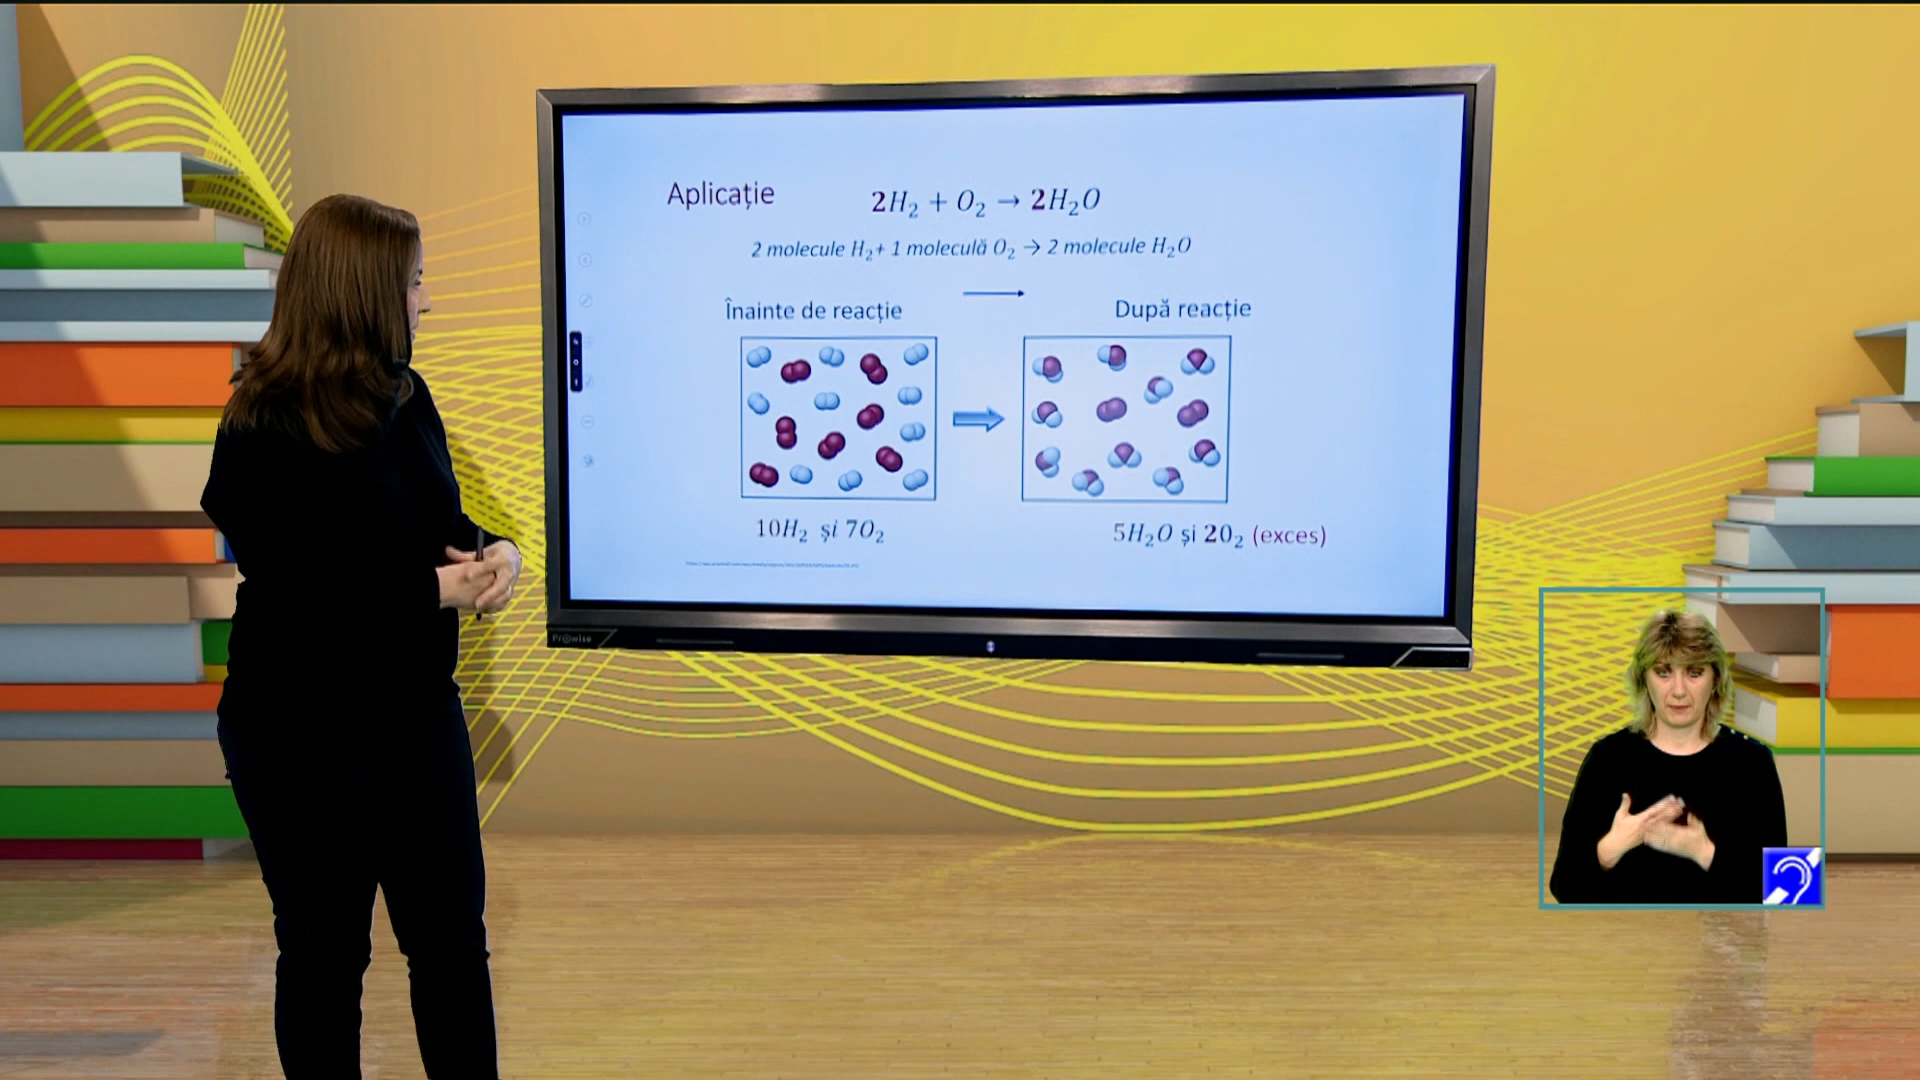 Aplicație
2H₂ + O₂ → 2H₂O
2 molecule H₂+ 1 moleculă O₂ → 2 molecule H₂O
Înainte de reacție
După reacție
10H₂ și 7O₂
5H₂O și 2O₂ (exces)
Prowise